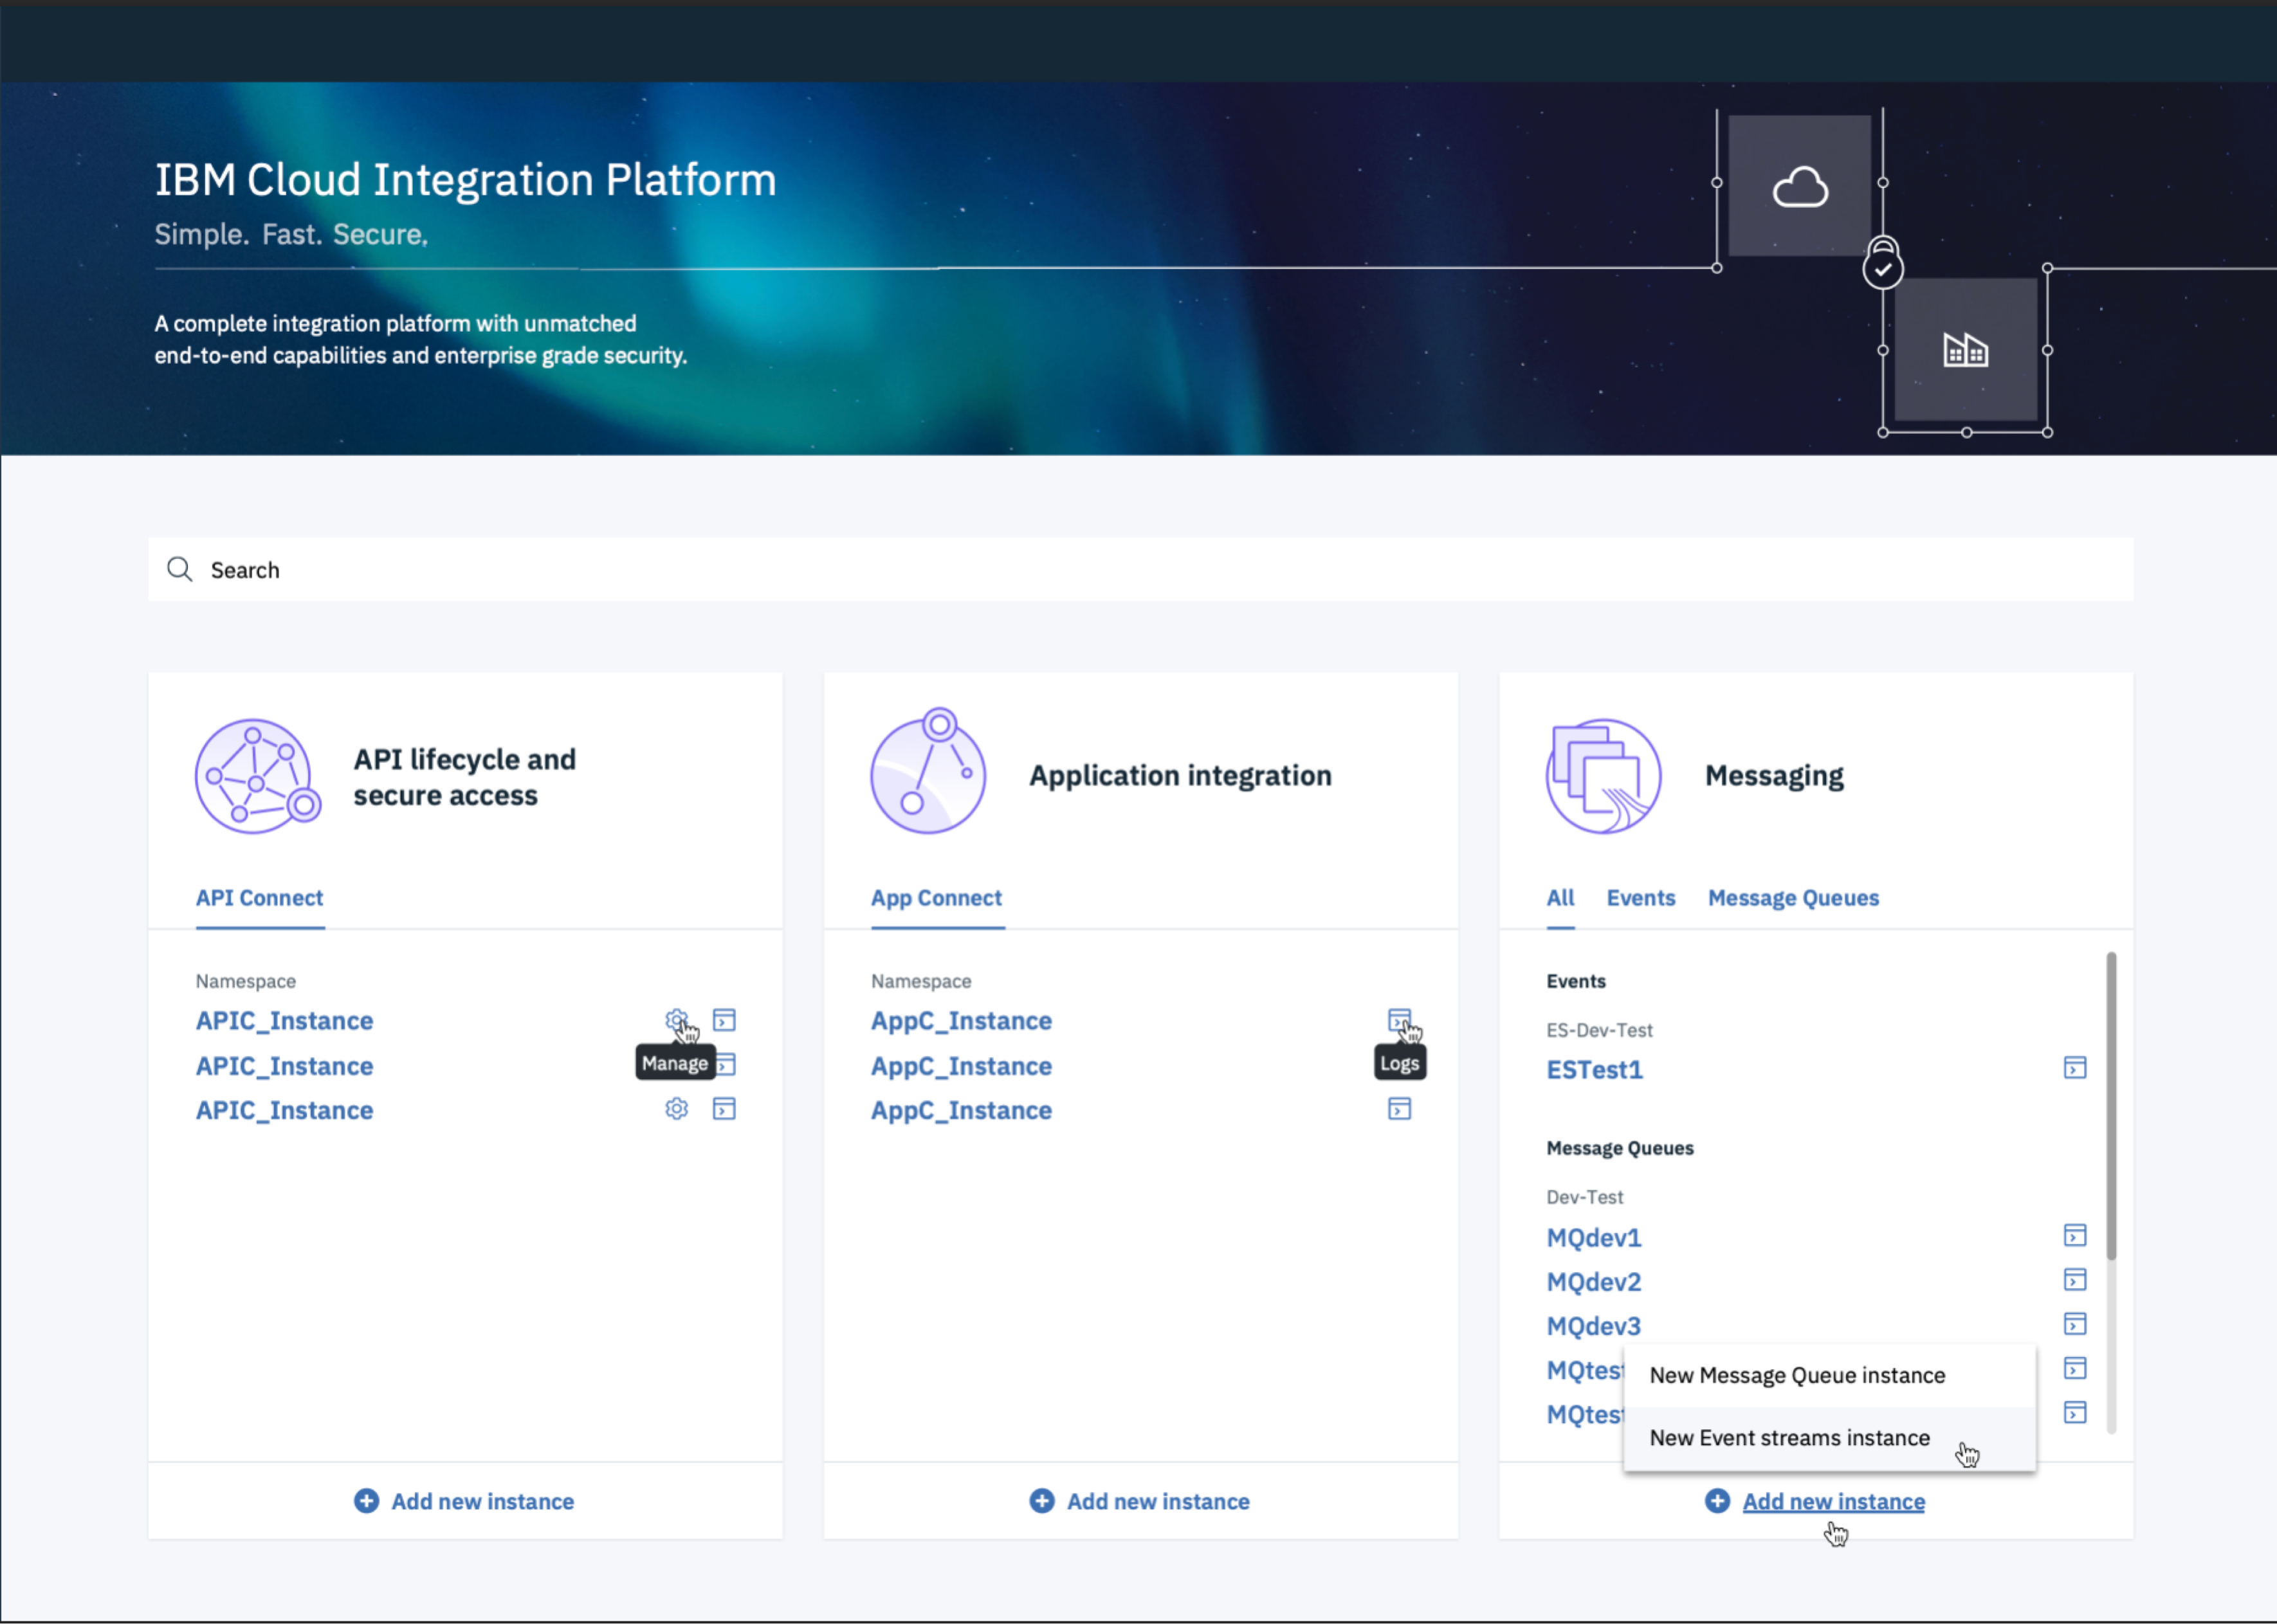 IBM Cloud Integration Platform
Simple. Fast. Secure.
A complete integration platform with unmatched
end-to-end capabilities and enterprise grade security.
Search
API lifecycle and
secure access
API Connect
Namespace
APIC_Instance
Manage
APIC_Instance
APIC_Instance
Add new instance
Application integration
App Connect
Namespace
AppC_Instance
Logs
AppC_Instance
AppC_Instance
Add new instance
Messaging
All Events Message Queues
Events
ES-Dev-Test
ESTest1
Message Queues
Dev-Test
MQdev1
MQdev2
MQdev3
New Message Queue instance
New Event streams instance
Add new instance